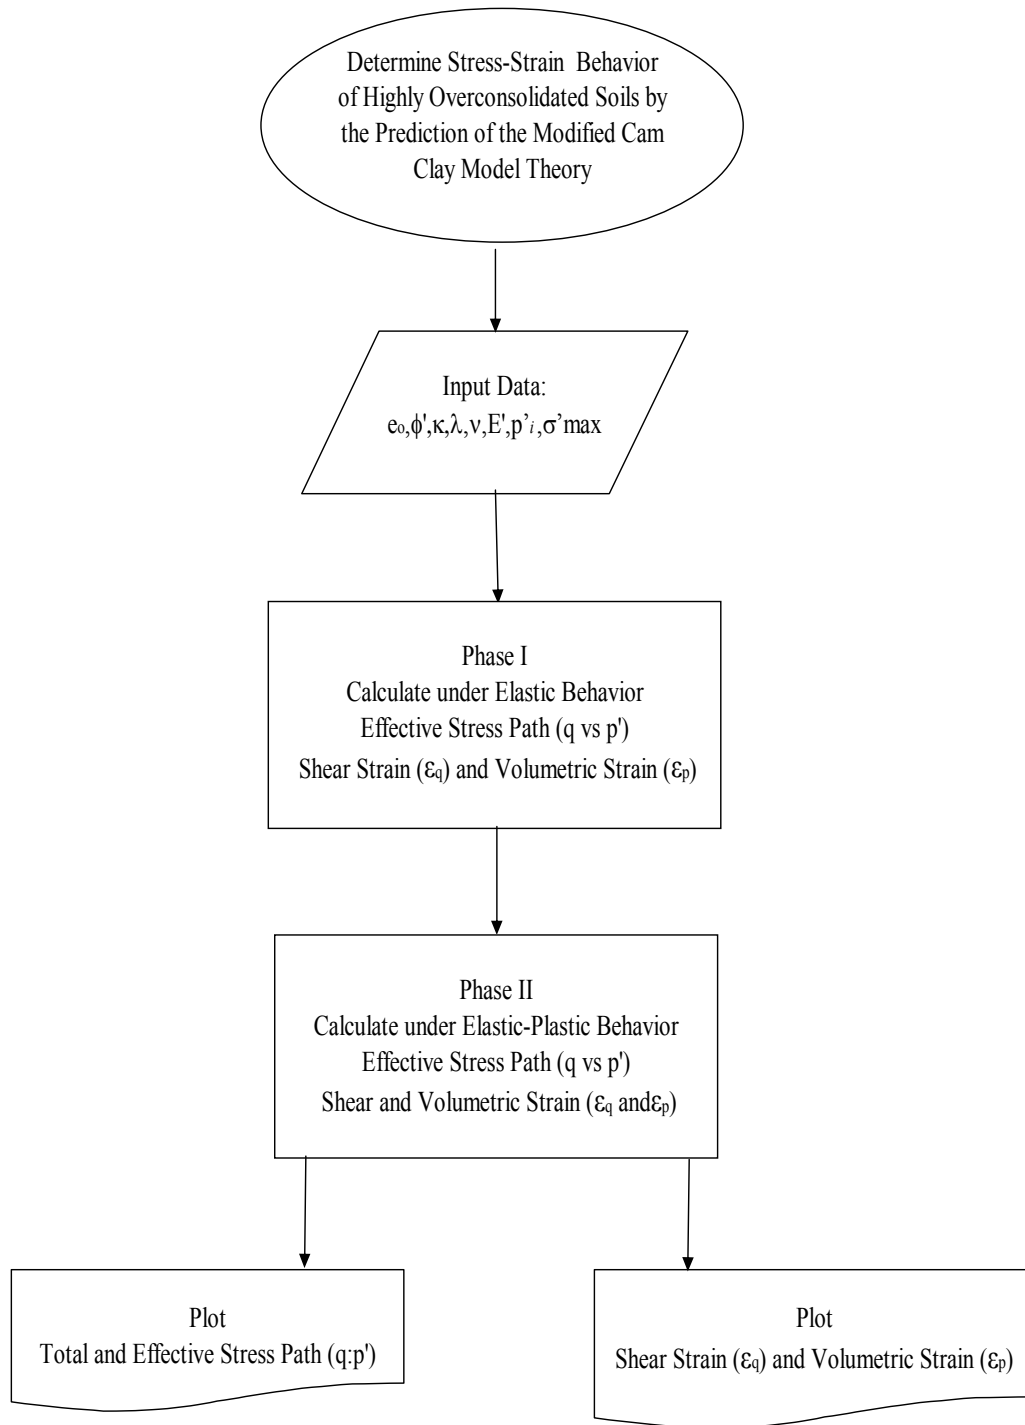 Determine Stress-Strain Behavior
of Highly Overconsolidated Soils by
the Prediction of the Modified Cam
Clay Model Theory
Input Data:
eₒ,ϕ',κ,λ,ν,E',p’ᵢ,σ’max
Phase I
Calculate under Elastic Behavior
Effective Stress Path (q vs p')
Shear Strain (εq) and Volumetric Strain (εp)
Phase II
Calculate under Elastic-Plastic Behavior
Effective Stress Path (q vs p')
Shear and Volumetric Strain (εq andεp)
Plot
Total and Effective Stress Path (q:p')
Plot
Shear Strain (εq) and Volumetric Strain (εp)